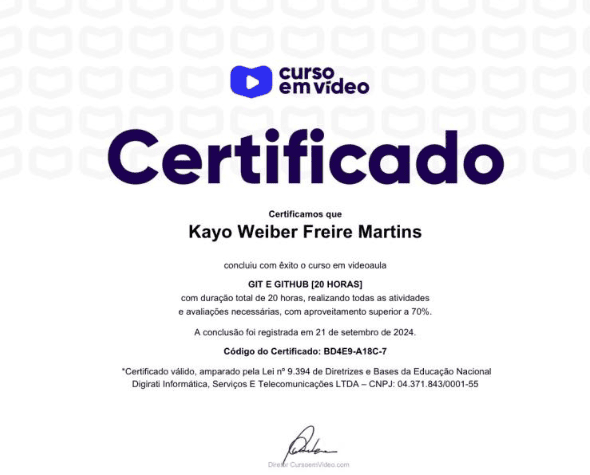 curso
em vídeo
Certificado
Certificamos que
Kayo Weiber Freire Martins
concluiu com êxito o curso em videoaula
GIT E GITHUB [20 HORAS]
com duração total de 20 horas, realizando todas as atividades
e avaliações necessárias, com aproveitamento superior a 70%.
A conclusão foi registrada em 21 de setembro de 2024.
Código do Certificado: BD4E9-A18C-7
*Certificado válido, amparado pela Lei nº 9.394 de Diretrizes e Bases da Educação Nacional
Digirati Informática, Serviços E Telecomunicações LTDA – CNPJ: 04.371.843/0001-55
Diretor CursoemVideo.com